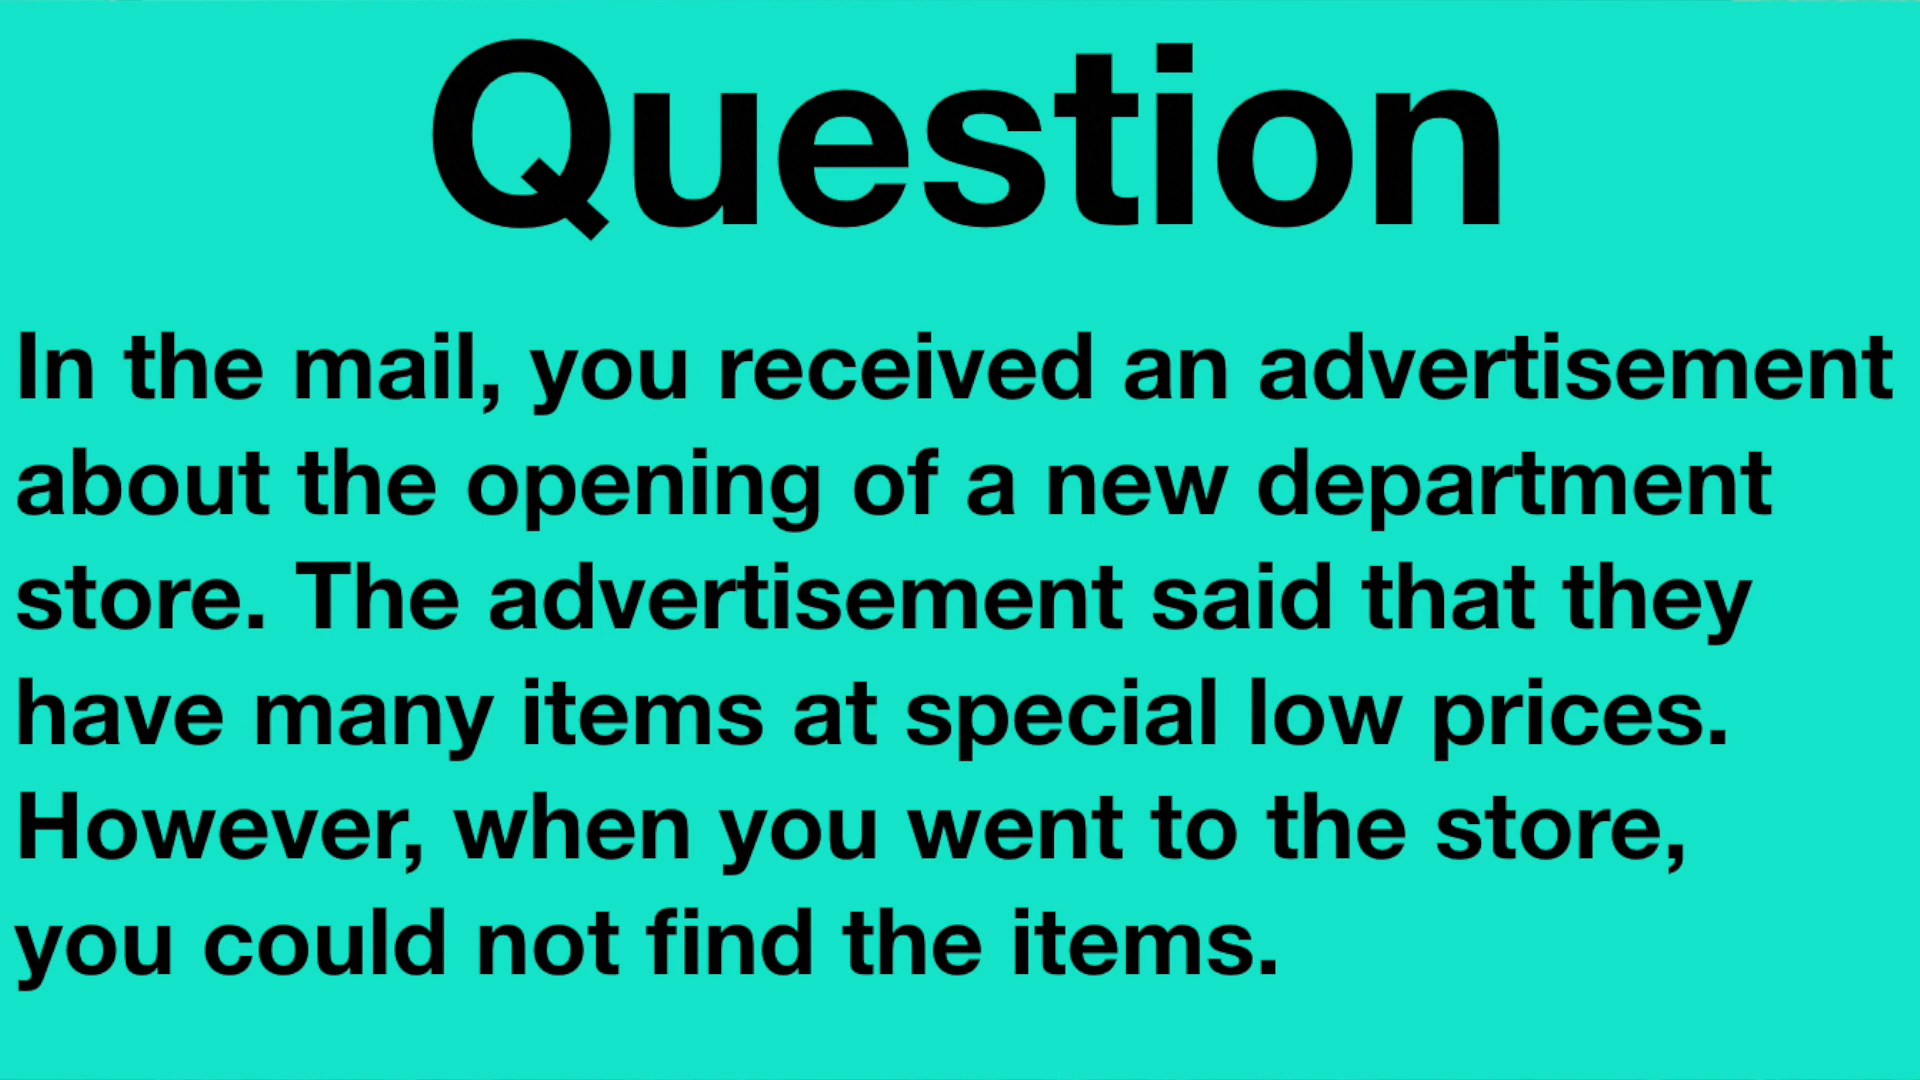 Question
In the mail, you received an advertisement
about the opening of a new department
store. The advertisement said that they
have many items at special low prices.
However, when you went to the store,
you could not find the items.